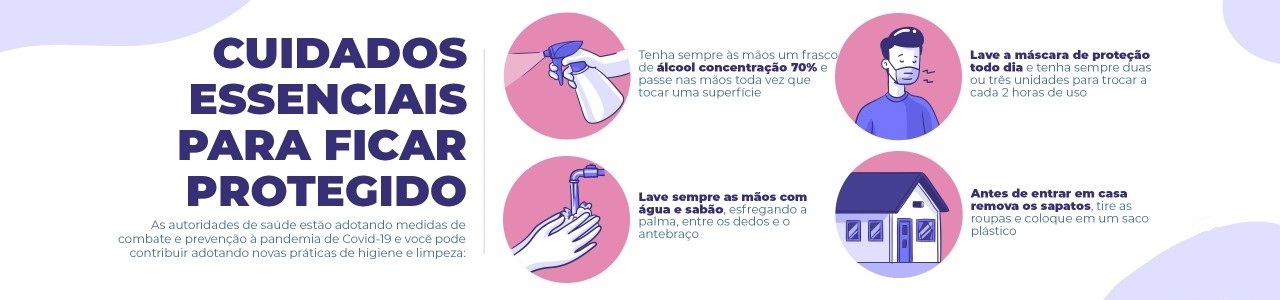 CUIDADOS
ESSENCIAIS
PARA FICAR
PROTEGIDO
As autoridades de saúde estão adotando medidas de
combate e prevenção à pandemia de Covid-19 e você pode
contribuir adotando novas práticas de higiene e limpeza:
Tenha sempre às mãos um frasco
de álcool concentração 70% e
passe nas mãos toda vez que
tocar uma superfície
Lave a máscara de proteção
todo dia e tenha sempre duas
ou três unidades para trocar a
cada 2 horas de uso
Lave sempre as mãos com
água e sabão, esfregando a
palma, entre os dedos e o
antebraço
Antes de entrar em casa
remova os sapatos, tire as
roupas e coloque em um saco
plástico